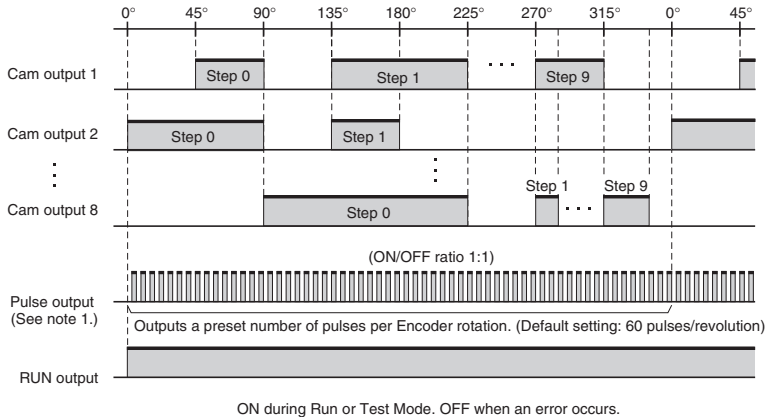 0° 45° 90° 135° 180° 225° 270° 315° 0° 45°
Cam output 1 Step 0 Step 1 Step 9
Cam output 2 Step 0 Step 1
Step 1 Step 9
Cam output 8 Step 0
(ON/OFF ratio 1:1)
Pulse output
(See note 1.)
Outputs a preset number of pulses per Encoder rotation. (Default setting: 60 pulses/revolution)
RUN output
ON during Run or Test Mode. OFF when an error occurs.